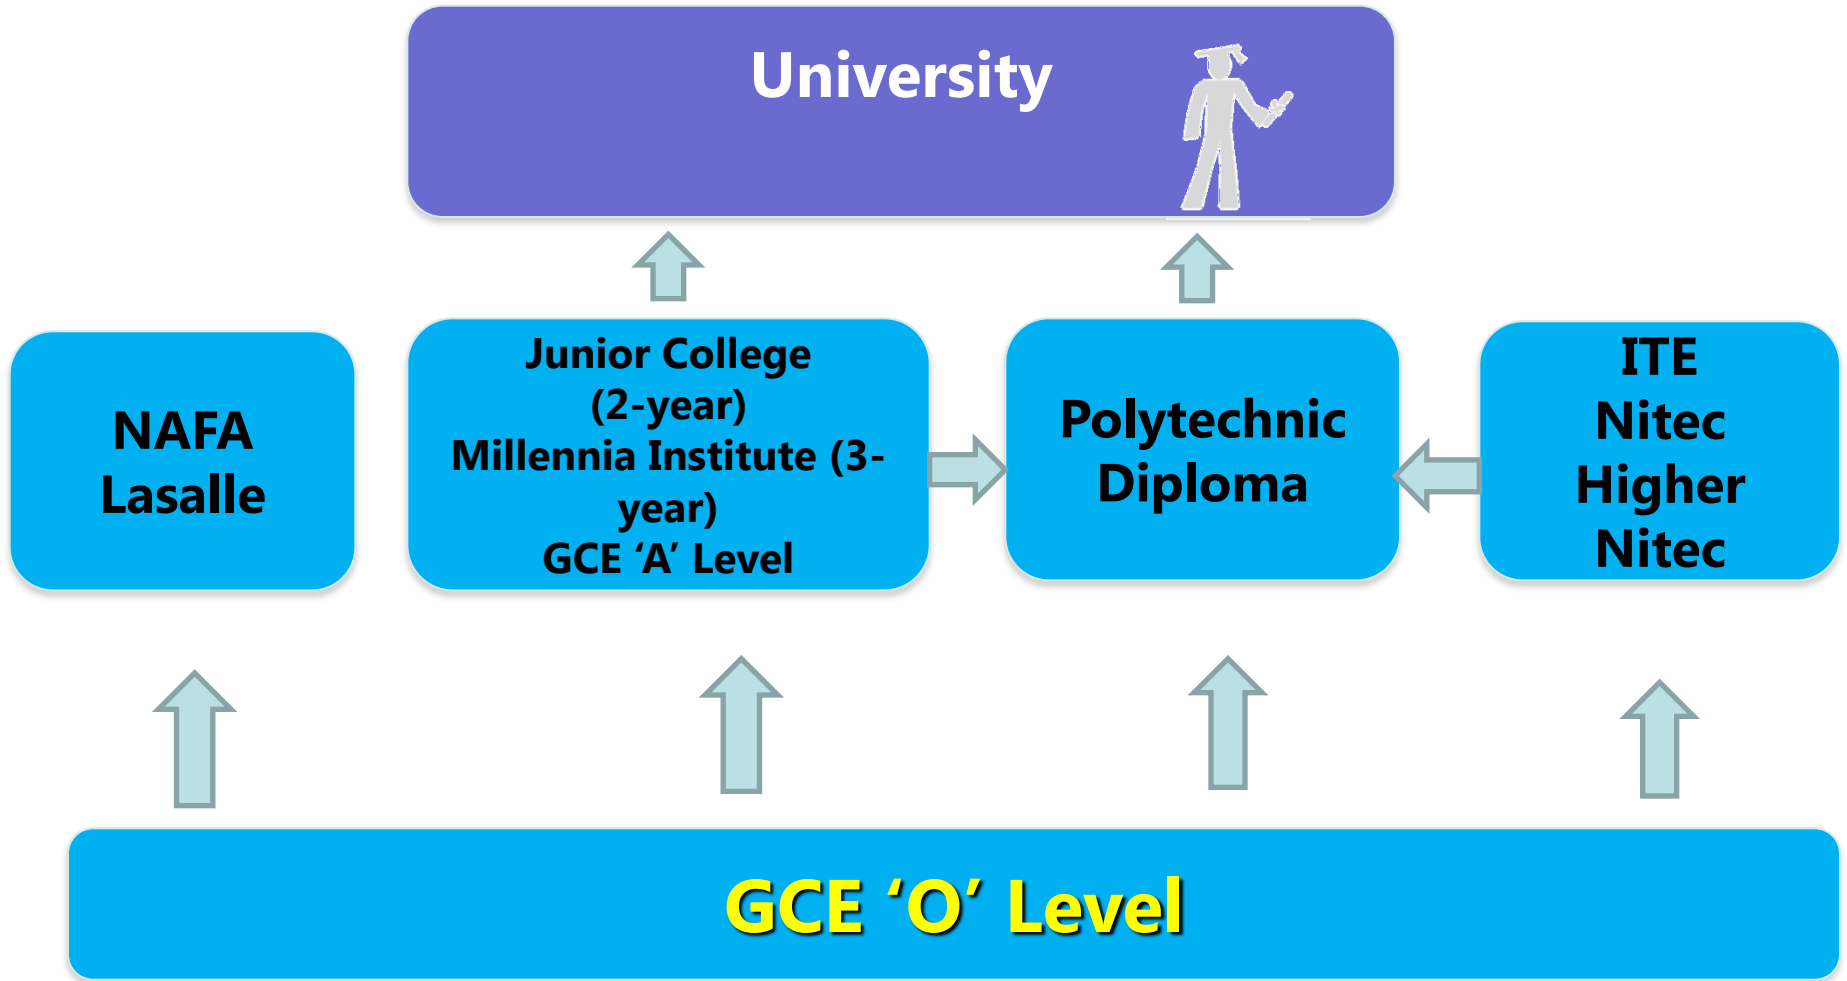 University
NAFA
Lasalle
Junior College
(2-year)
Millennia Institute (3-
year)
GCE ‘A’ Level
Polytechnic
Diploma
ITE
Nitec
Higher
Nitec
GCE ‘O’ Level